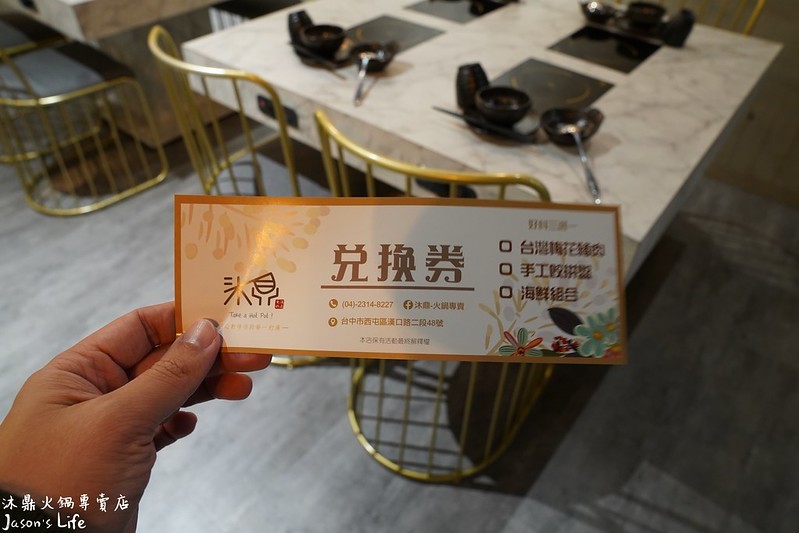 沐鼎
Take a Hot Pot!
兌換券
(04)-2314-8227
沐鼎-火鍋專賣
台中市西屯區漢口路二段48號
本店保有活動最終解釋權
好料三選一
台灣梅花豬肉
手工餃拼盤
海鮮組合
沐鼎火鍋專賣店
Jason's Life